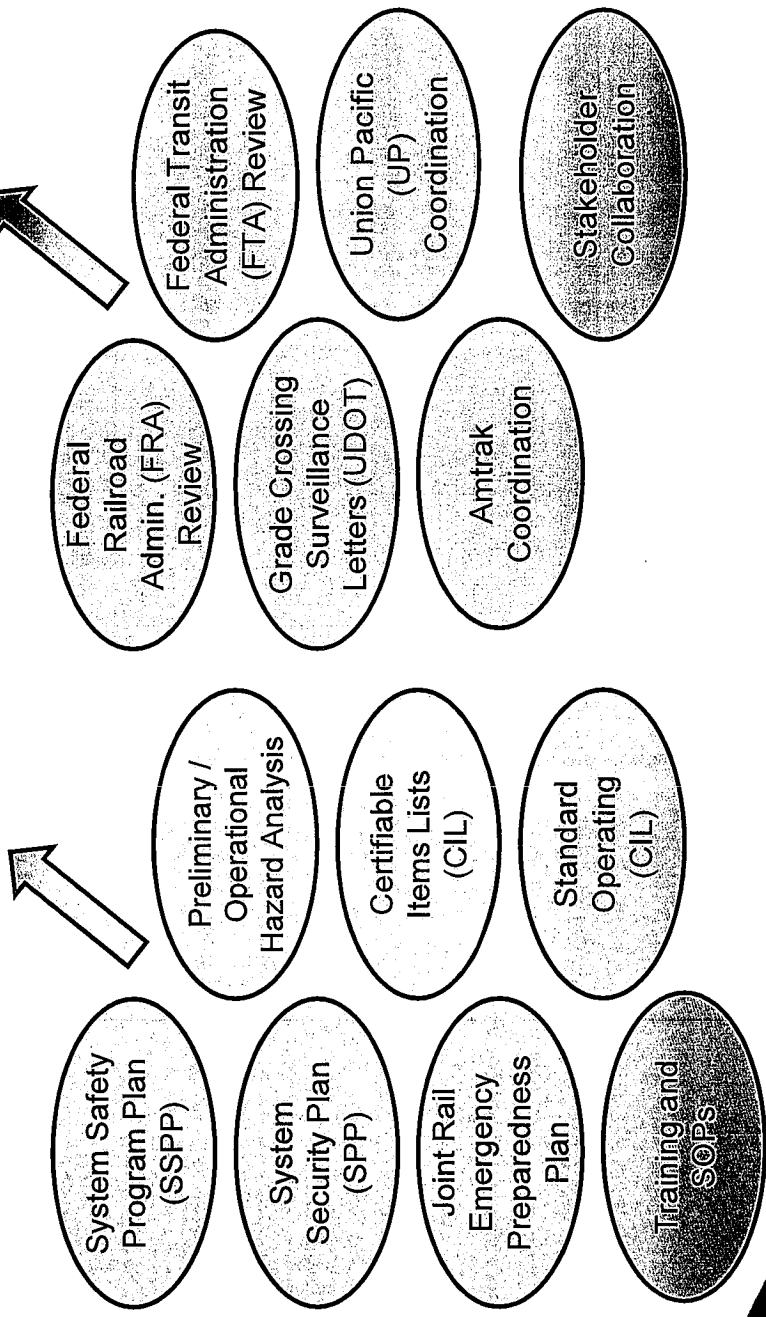 System Safety
Program Plan
(SSPP)
Preliminary /
Operational
Hazard Analysis
System
Security Plan
(SPP)
Certifiable
Items Lists
(CIL)
Joint Rail
Emergency
Preparedness
Plan
Standard
Operating
(CIL)
Training and
SOPs
Federal
Railroad
Admin. (FRA)
Review
Federal Transit
Administration
(FTA) Review
Grade Crossing
Surveillance
Letters (UDOT)
Union Pacific
(UP)
Coordination
Amtrak
Coordination
Stakeholder
Collaboration